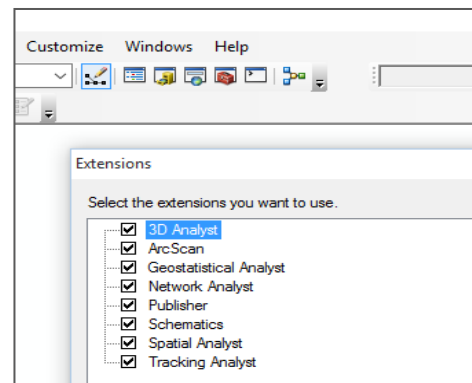 Customize Windows Help
Extensions
Select the extensions you want to use.
3D Analyst
ArcScan
Geostatistical Analyst
Network Analyst
Publisher
Schematics
Spatial Analyst
Tracking Analyst